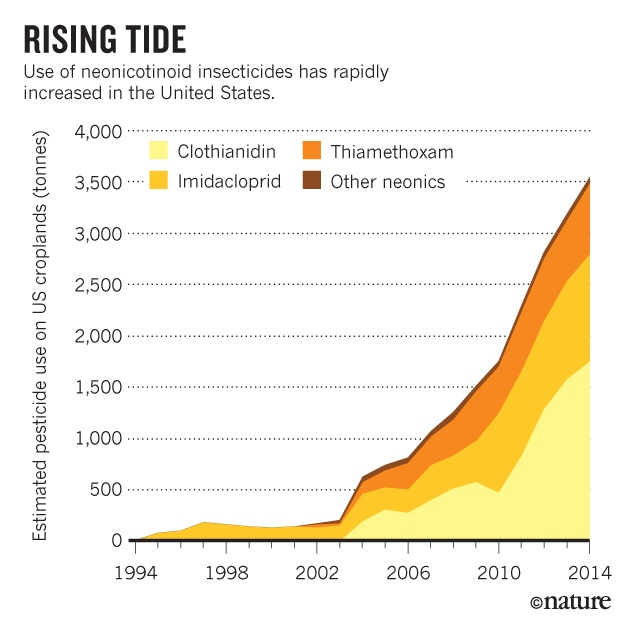 RISING TIDE
Use of neonicotinoid insecticides has rapidly
increased in the United States.
Estimated pesticide use on US croplands (tonnes)
4,000
3,500
3,000
2,500
2,000
1,500
1,000
500
0
Clothianidin
Thiamethoxam
Imidacloprid
Other neonics
1994
1998
2002
2006
2010
2014
©nature